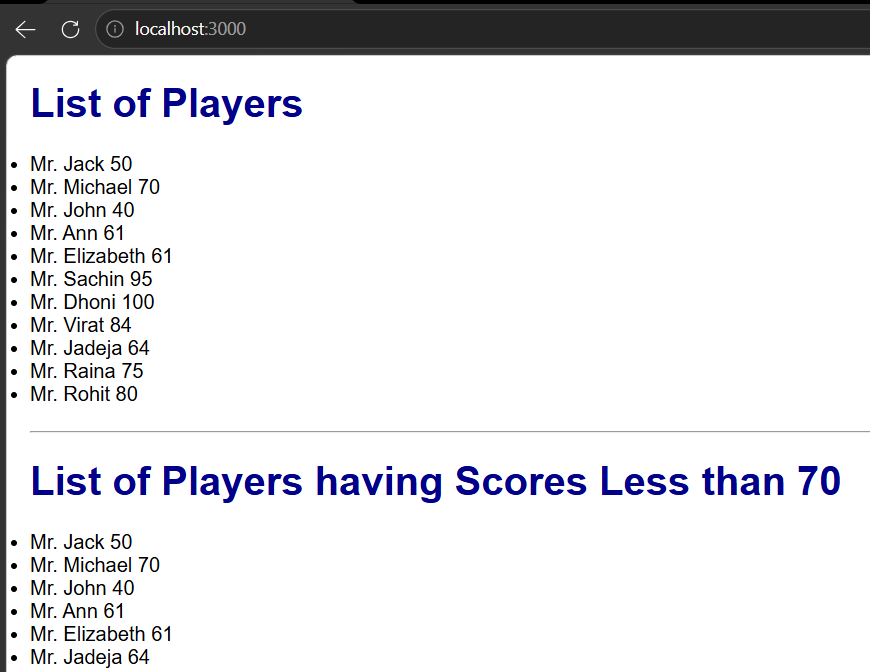 localhost:3000
List of Players
Mr. Jack 50
Mr. Michael 70
Mr. John 40
Mr. Ann 61
Mr. Elizabeth 61
Mr. Sachin 95
Mr. Dhoni 100
Mr. Virat 84
Mr. Jadeja 64
Mr. Raina 75
Mr. Rohit 80
List of Players having Scores Less than 70
Mr. Jack 50
Mr. Michael 70
Mr. John 40
Mr. Ann 61
Mr. Elizabeth 61
Mr. Jadeja 64